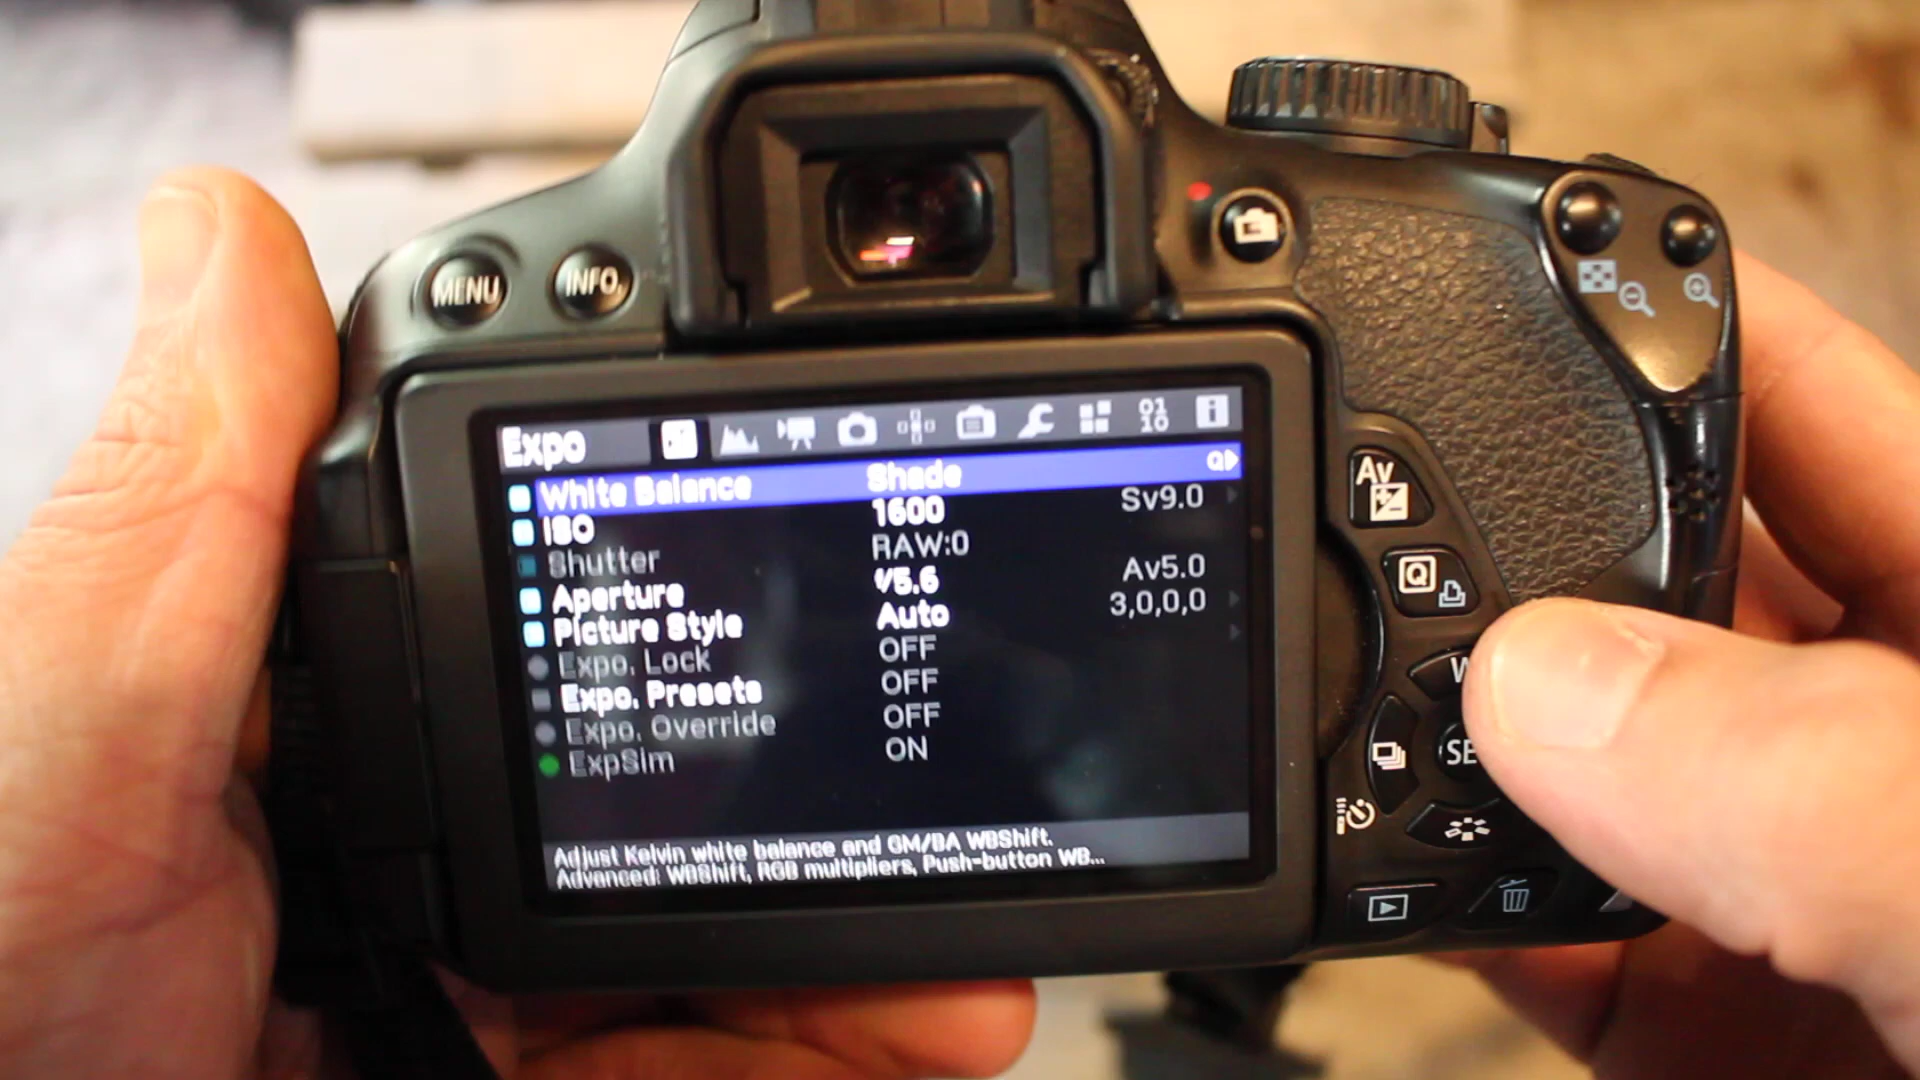 MENU
INFO.
Expo
01
10
White Balance Shade Q
ISO 1600 Sv9.0
Shutter RAW:0
Aperture f/5.6 Av5.0
Picture Style Auto 3,0,0,0
Expo. Lock OFF
Expo. Presets OFF
Expo. Override OFF
ExpSim ON
Adjust Kelvin white balance and GM/BA WBShift.
Advanced: WBShift, RGB multipliers, Push-button WB...
Av
Q